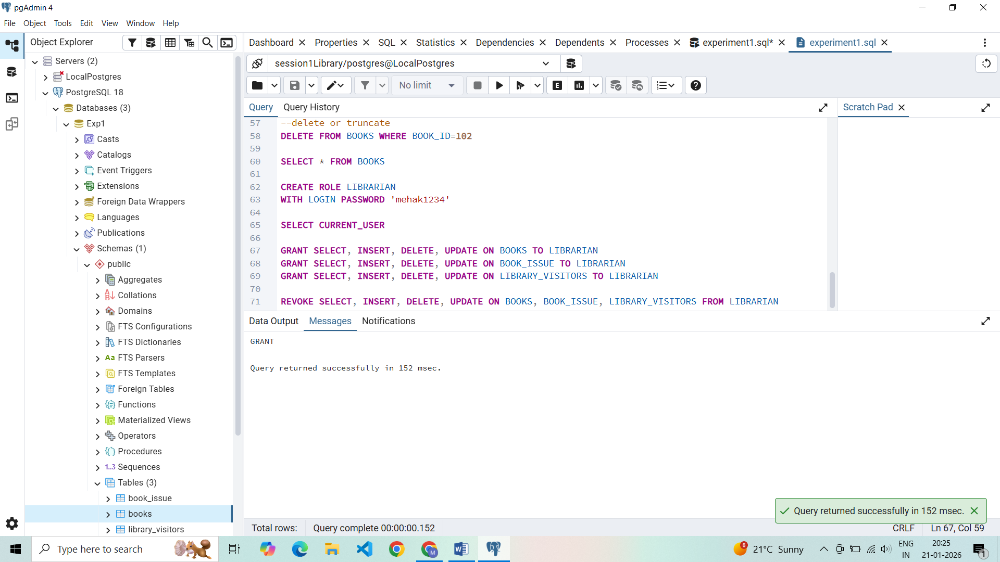 pgAdmin 4
File Object Tools Edit View Window Help
Object Explorer
Servers (2)
LocalPostgres
PostgreSQL 18
Databases (3)
Exp1
Casts
Catalogs
Event Triggers
Extensions
Foreign Data Wrappers
Languages
Publications
Schemas (1)
public
Aggregates
Collations
Domains
FTS Configurations
FTS Dictionaries
FTS Parsers
FTS Templates
Foreign Tables
Functions
Materialized Views
Operators
Procedures
1..3 Sequences
Tables (3)
book_issue
books
library_visitors
Dashboard Properties SQL Statistics Dependencies Dependents Processes experiment1.sql* experiment1.sql
session1Library/postgres@LocalPostgres
No limit
Query Query History
Scratch Pad
57 --delete or truncate
58 DELETE FROM BOOKS WHERE BOOK_ID=102
59
60 SELECT * FROM BOOKS
61
62 CREATE ROLE LIBRARIAN
63 WITH LOGIN PASSWORD 'mehak1234'
64
65 SELECT CURRENT_USER
66
67 GRANT SELECT, INSERT, DELETE, UPDATE ON BOOKS TO LIBRARIAN
68 GRANT SELECT, INSERT, DELETE, UPDATE ON BOOK_ISSUE TO LIBRARIAN
69 GRANT SELECT, INSERT, DELETE, UPDATE ON LIBRARY_VISITORS TO LIBRARIAN
70
71 REVOKE SELECT, INSERT, DELETE, UPDATE ON BOOKS, BOOK_ISSUE, LIBRARY_VISITORS FROM LIBRARIAN
Data Output Messages Notifications
GRANT
Query returned successfully in 152 msec.
Query returned successfully in 152 msec.
Total rows: Query complete 00:00:00.152
CRLF Ln 67, Col 59
Type here to search
6
21°C Sunny
ENG
IN
20:25
21-01-2026
1